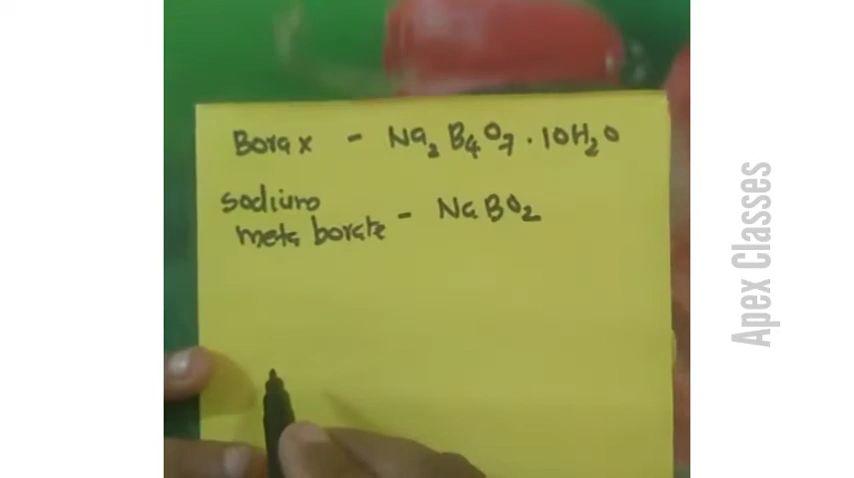 Borax - Na₂B₄O₇.10H₂O
sodium
meta borate - NaBO₂
Apex Classes